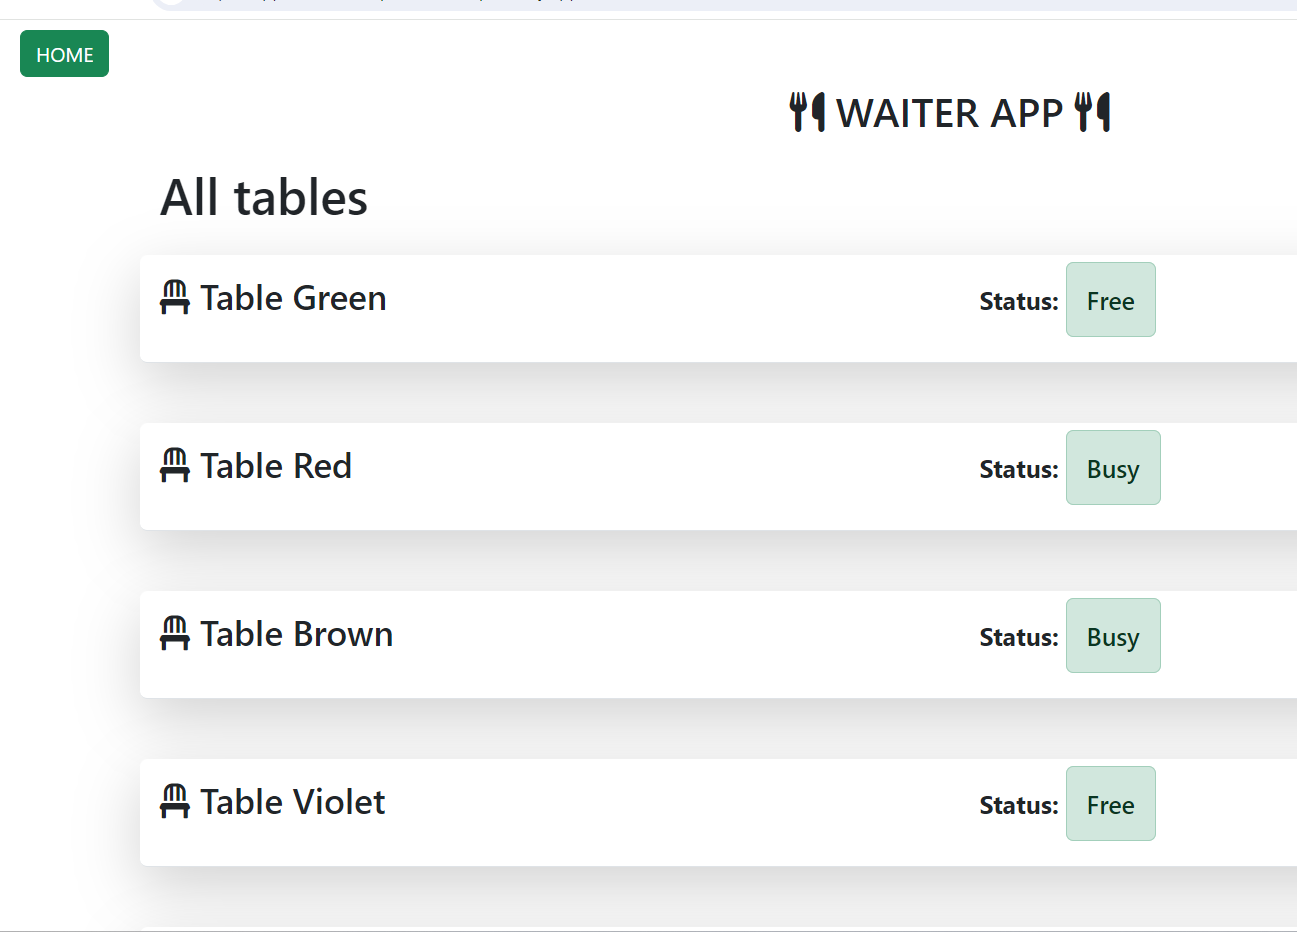 HOME
WAITER APP
All tables
Table Green Status: Free
Table Red Status: Busy
Table Brown Status: Busy
Table Violet Status: Free